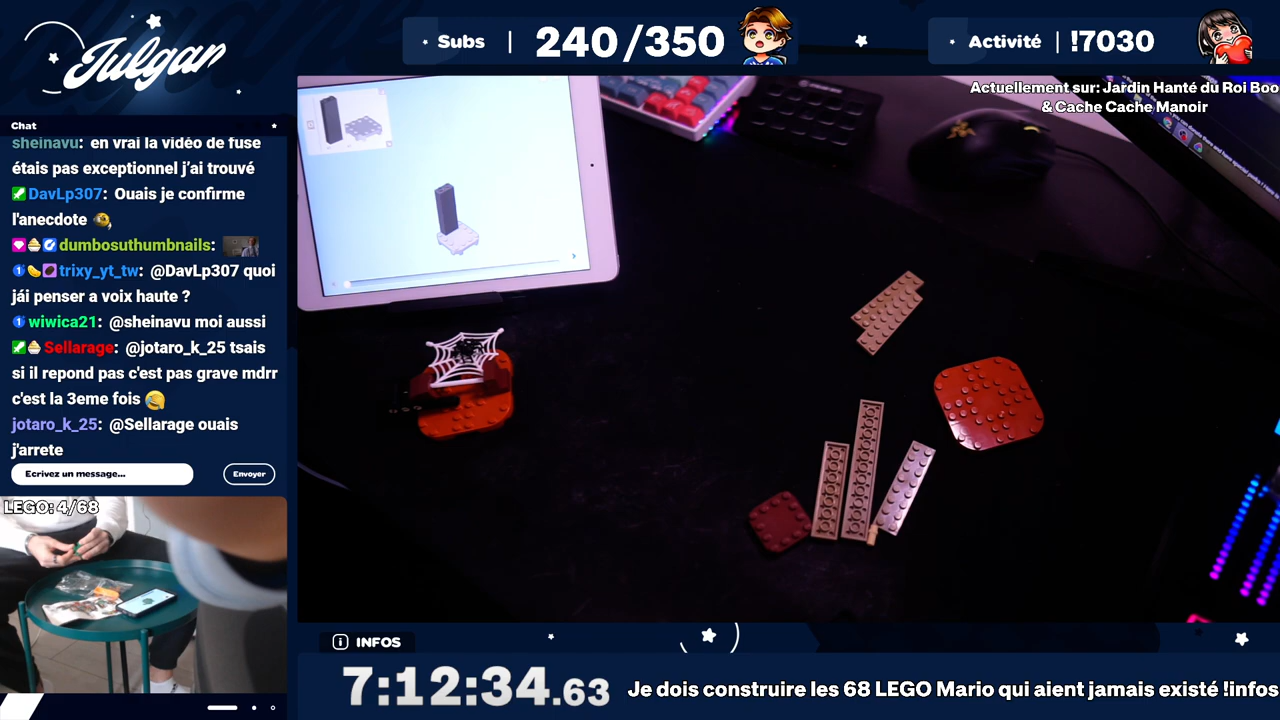 Julgan
Subs | 240/350
Activité | !7030
Actuellement sur: Jardin Hanté du Roi Boo
& Cache Cache Manoir
Chat
sheinavu: en vrai la vidéo de fuse
étais pas exceptionnel j'ai trouvé
DavLp307: Ouais je confirme
l'anecdote
dumbosuthumbnails:
trixy_yt_tw: @DavLp307 quoi
jái penser a voix haute ?
wiwica21: @sheinavu moi aussi
Sellarage: @jotaro_k_25 tsais
si il repond pas c'est pas grave mdrr
c'est la 3eme fois
jotaro_k_25: @Sellarage ouais
j'arrete
Ecrivez un message...
Envoyer
LEGO: 4/68
INFOS
7:12:34.63
Je dois construire les 68 LEGO Mario qui aient jamais existé !infos